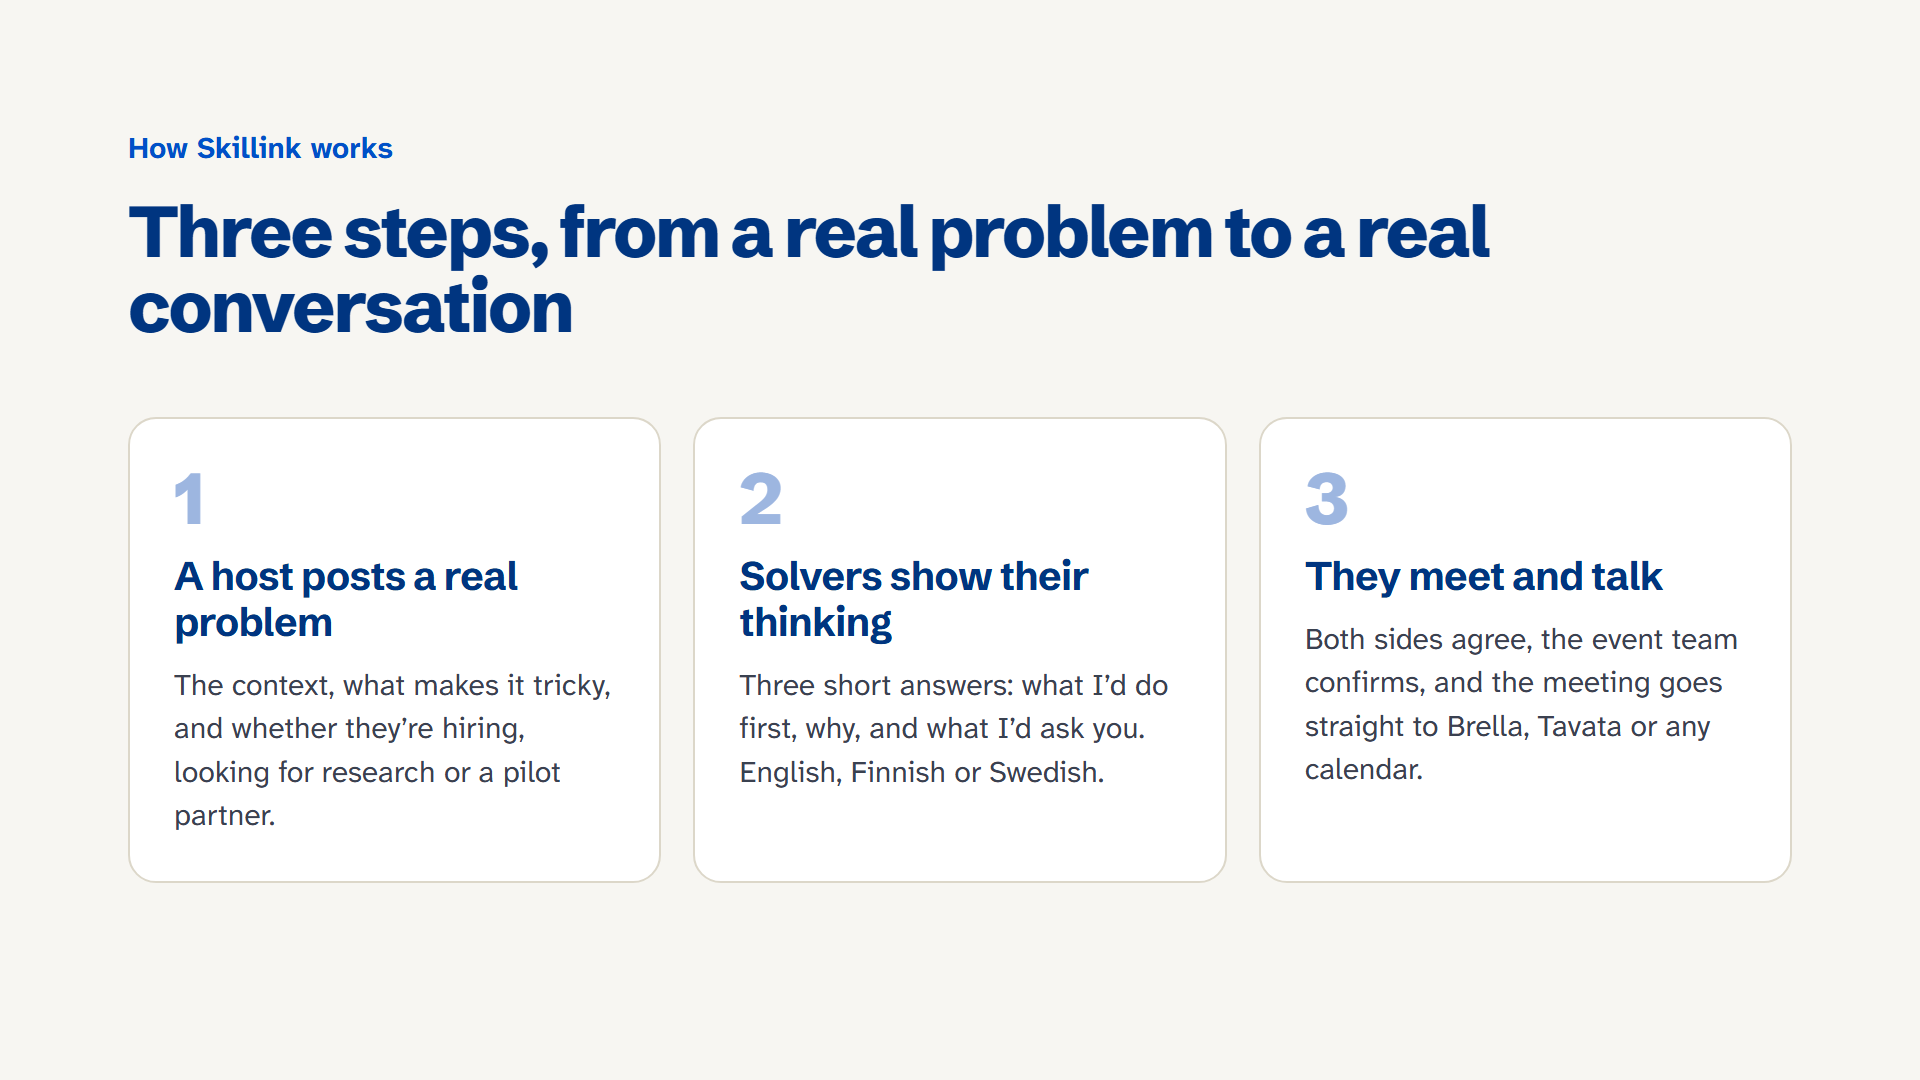 How Skillink works
Three steps, from a real problem to a real
conversation
1
A host posts a real
problem
The context, what makes it tricky,
and whether they’re hiring,
looking for research or a pilot
partner.
2
Solvers show their
thinking
Three short answers: what I’d do
first, why, and what I’d ask you.
English, Finnish or Swedish.
3
They meet and talk
Both sides agree, the event team
confirms, and the meeting goes
straight to Brella, Tavata or any
calendar.